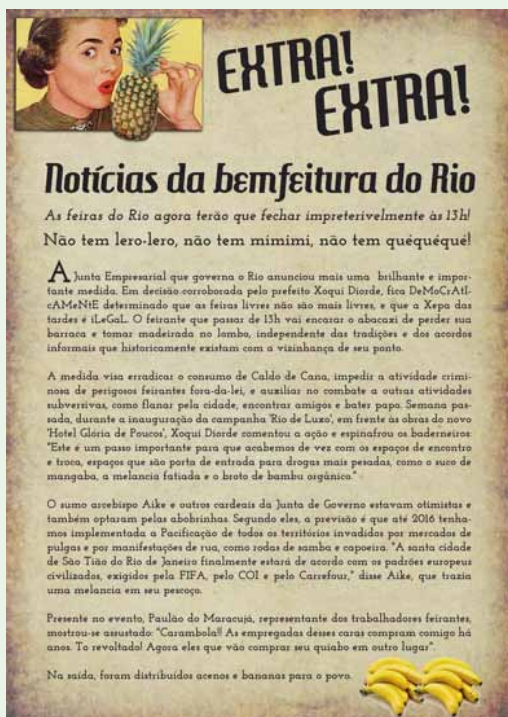 EXTRA!
EXTRA!
Notícias da bemfeitura do Rio
As feiras do Rio agora terão que fechar impreterivelmente às 13h!
Não tem lero-lero, não tem mimimi, não tem quéquéqué!
A Junta Empresarial que governa o Rio anunciou mais uma brilhante e impor-
tante medida. Em decisão corroborada pelo prefeito Xoqui Diorde, fica DeMoCrAtI-
cAMeNtE determinado que as feiras livres não são mais livres, e que a Xepa das
tardes é iLeGaL. O feirante que passar de 13h vai encarar o abacaxi de perder sua
barraca e tomar madeirada no lombo, independente das tradições e dos acordos
informais que historicamente existam com a vizinhança de seu ponto.
A medida visa erradicar o consumo de Caldo de Cana, impedir a atividade crimi-
nosa de perigosos feirantes fora-da-lei, e auxiliar no combate a outras atividades
subversivas, como flanar pela cidade, encontrar amigos e bater papo. Semana pas-
sada, durante a inauguração da campanha 'Rio de Luxo', em frente às obras do novo
'Hotel Glória de Poucos', Xoqui Diorde comentou a ação e espinafrou os baderneiros:
"Este é um passo importante para que acabemos de vez com os espaços de encontro
e troca, espaços que são porta de entrada para drogas mais pesadas, como o suco de
mangaba, a melancia fatiada e o broto de bambu orgânico."
O sumo arcebispo Aike e outros cardeais da Junta de Governo estavam otimistas e
também optaram pelas abobrinhas. Segundo eles, a previsão é que até 2016 tenha-
mos implementada a Pacificação de todos os territórios invadidos por mercados de
pulgas e por manifestações de rua, como rodas de samba e capoeira. "A santa cidade
de São Tião do Rio de Janeiro finalmente estará de acordo com os padrões europeus
civilizados, exigidos pela FIFA, pelo COI e pelo Carrefour," disse Aike, que trazia
uma melancia em seu pescoço.
Presente no evento, Paulão do Maracujá, representante dos trabalhadores feirantes,
mostrou-se assustado: "Carambola!! As empregadas desses caras compram comigo há
anos. To revoltado! Agora eles que vão comprar seu quiabo em outro lugar".
Na saída, foram distribuídos acenos e bananas para o povo.